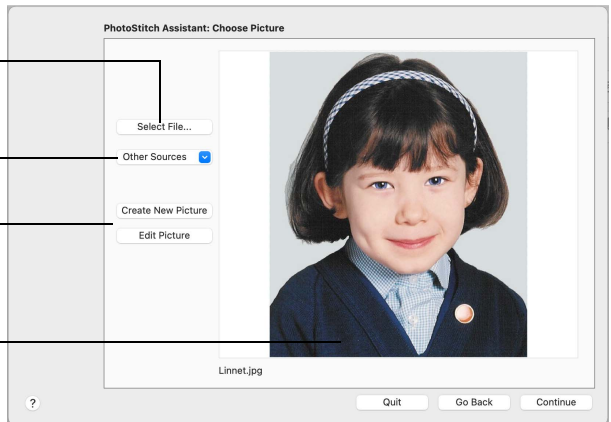 PhotoStitch Assistant: Choose Picture
Select File...
Other Sources
Create New Picture
Edit Picture
Linnet.jpg
?
Quit
Go Back
Continue